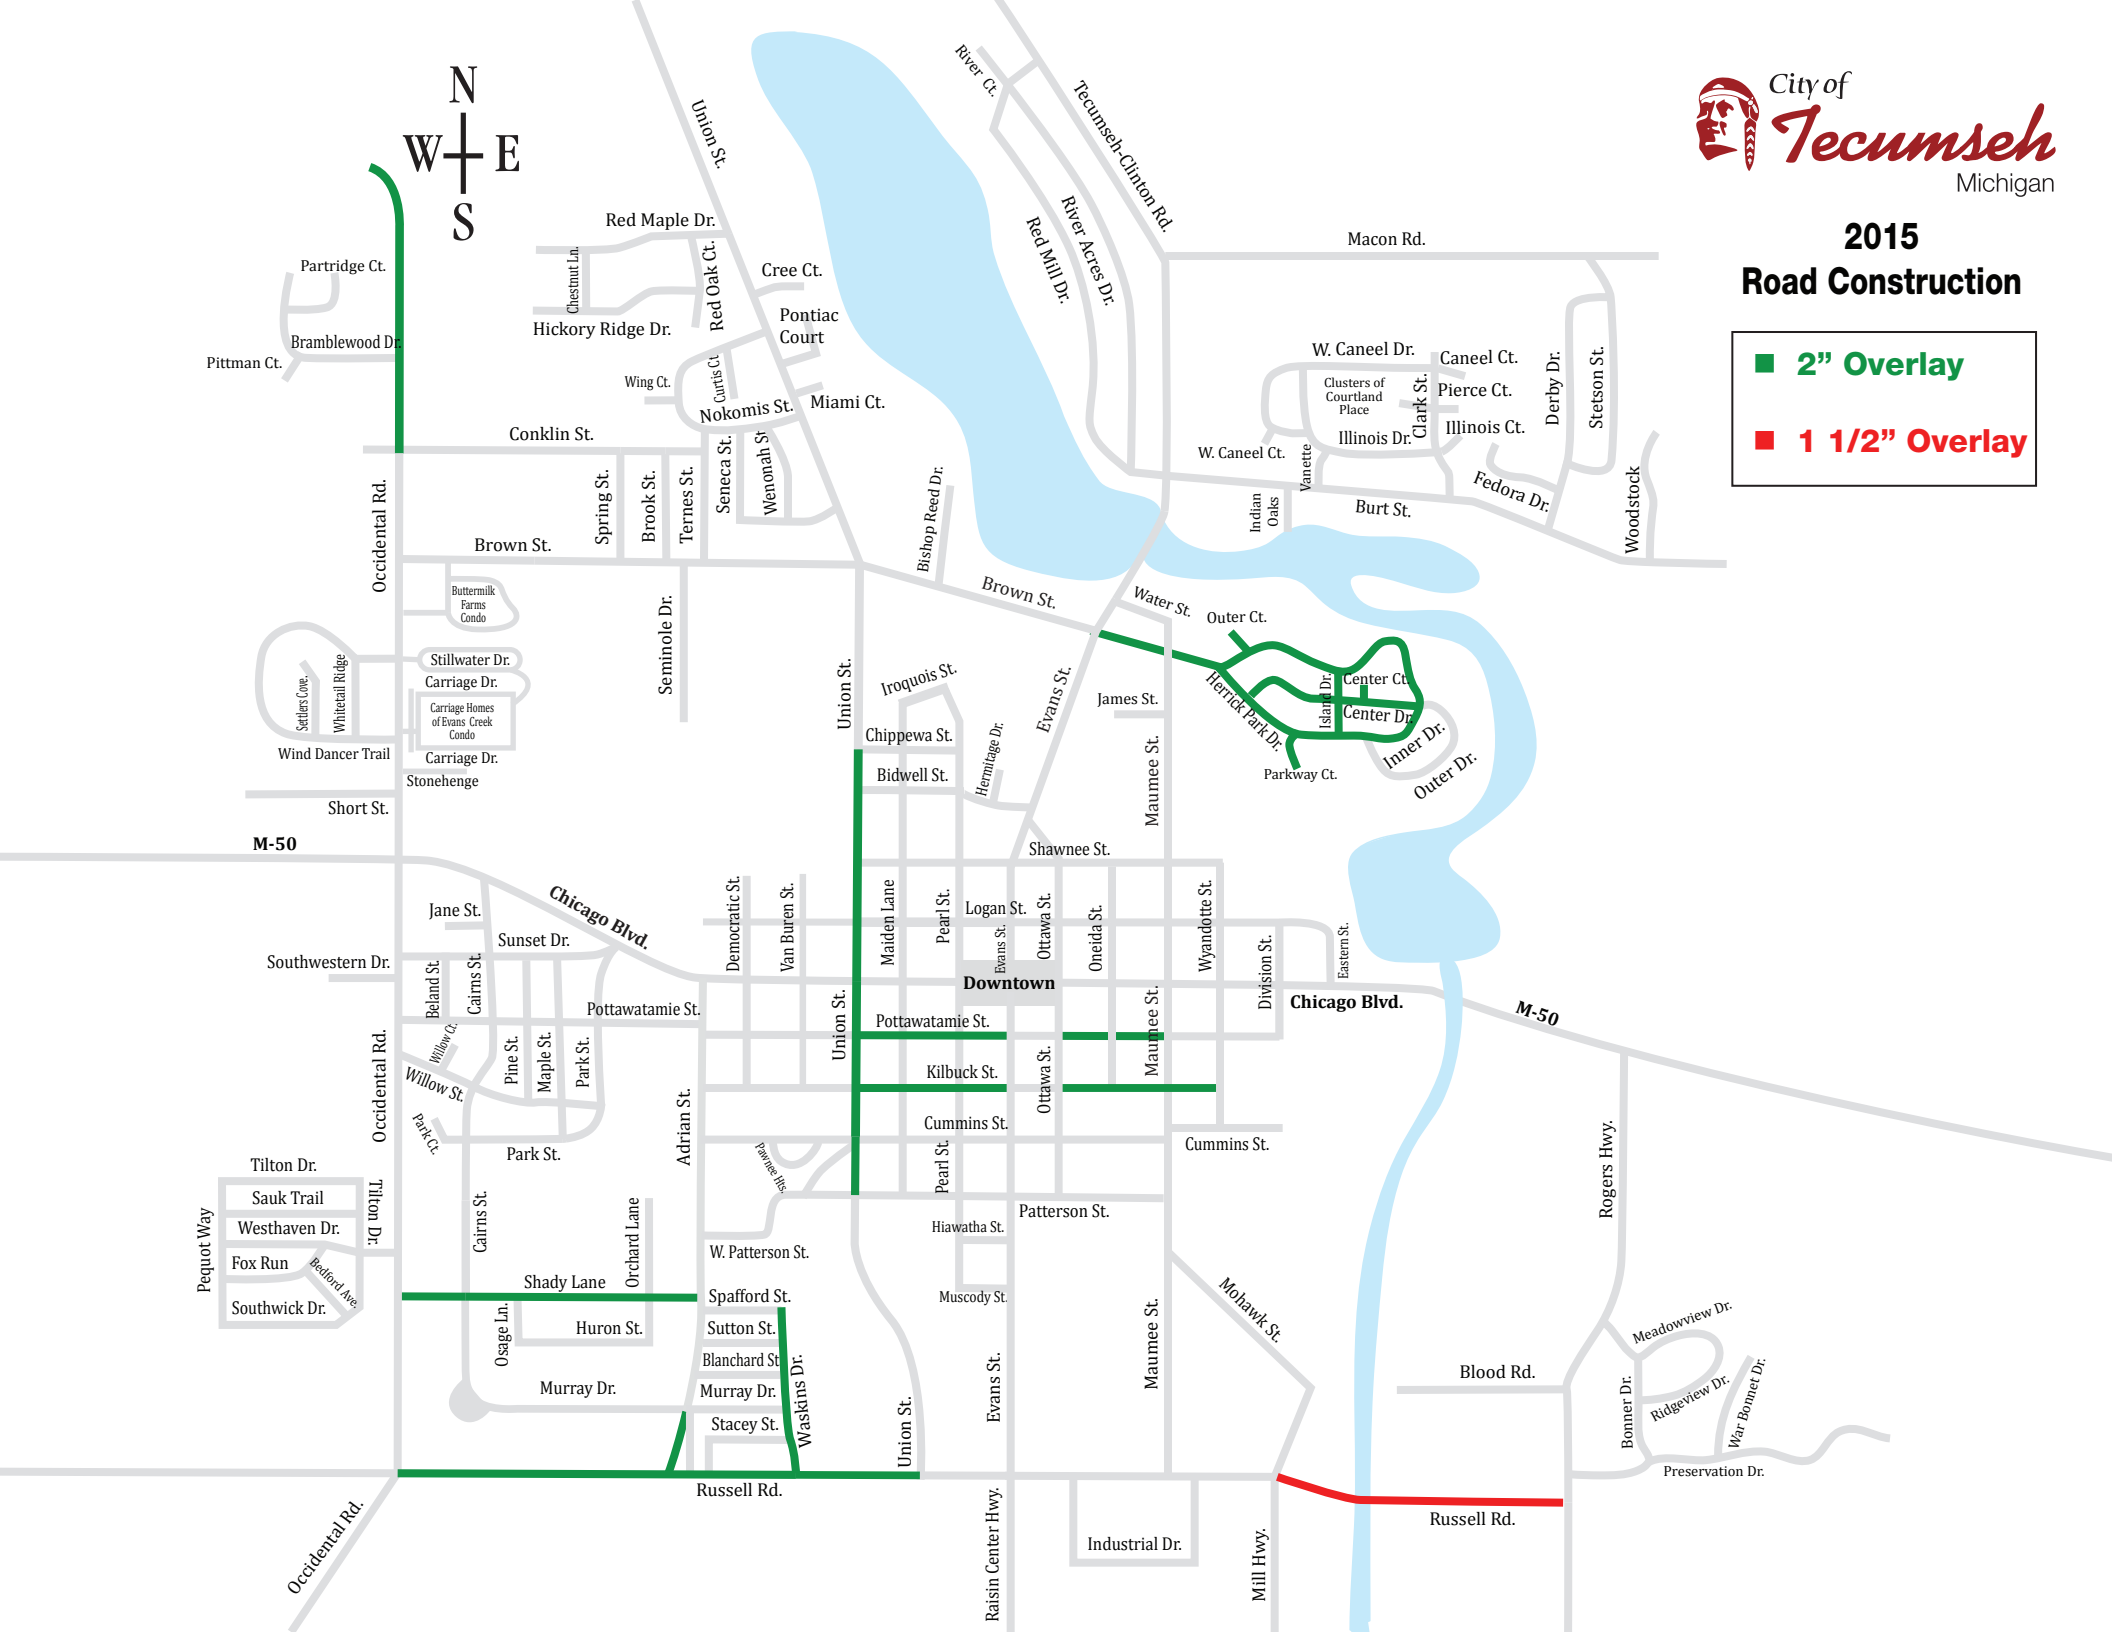 City of
Tecumseh
Michigan
2015
Road Construction
2” Overlay
1 1/2” Overlay
N
W E
S
River Ct.
Tecumseh-Clinton Rd.
Union St.
River Acres Dr.
Red Mill Dr.
Macon Rd.
Red Maple Dr.
Chestnut Ln.
Red Oak Ct.
Hickory Ridge Dr.
Cree Ct.
Pontiac
Court
Partridge Ct.
Bramblewood Dr.
Pittman Ct.
Wing Ct.
Curtis Ct
Nokomis St.
Miami Ct.
W. Caneel Dr.
Caneel Ct.
Clusters of
Courtland
Place
Clark St.
Pierce Ct.
Illinois Ct.
Illinois Dr.
W. Caneel Ct.
Vanette
Derby Dr.
Stetson St.
Fedora Dr.
Woodstock
Indian
Oaks
Burt St.
Conklin St.
Spring St.
Brook St.
Ternes St.
Seneca St.
Wenonah St
Bishop Reed Dr.
Occidental Rd.
Brown St.
Brown St.
Water St.
Buttermilk
Farms
Condo
Seminole Dr.
Outer Ct.
Stillwater Dr.
Carriage Dr.
Settlers Cove.
Whitetail Ridge
Carriage Homes
of Evans Creek
Condo
Wind Dancer Trail
Carriage Dr.
Stonehenge
Short St.
Union St.
Iroquois St.
Evans St.
Chippewa St.
Bidwell St.
Hermitage Dr.
James St.
Maumee St.
Herrick Park Dr.
Island Dr.
Center Ct.
Center Dr.
Inner Dr.
Outer Dr.
Parkway Ct.
M-50
Shawnee St.
Chicago Blvd.
Jane St.
Sunset Dr.
Southwestern Dr.
Beland St.
Cairns St.
Democratic St.
Van Buren St.
Maiden Lane
Pearl St.
Logan St.
Evans St.
Ottawa St.
Oneida St.
Wyandotte St.
Division St.
Eastern St.
Downtown
Chicago Blvd.
M-50
Pottawatamie St.
Union St.
Pottawatamie St.
Maumee St.
Occidental Rd.
Willow Ct.
Willow St.
Pine St.
Maple St.
Park St.
Kilbuck St.
Ottawa St.
Park Ct.
Park St.
Adrian St.
Cummins St.
Cummins St.
Pawnee Hts.
Pearl St.
Rogers Hwy.
Tilton Dr.
Sauk Trail
Tilton Dr.
Westhaven Dr.
Pequot Way
Fox Run
Bedford Ave.
Southwick Dr.
Cairns St.
Orchard Lane
W. Patterson St.
Patterson St.
Hiawatha St.
Shady Lane
Spafford St.
Muscody St.
Osage Ln.
Huron St.
Sutton St.
Blanchard St
Murray Dr.
Murray Dr.
Stacey St.
Waskins Dr.
Union St.
Evans St.
Maumee St.
Mohawk St.
Meadowview Dr.
Blood Rd.
Bonner Dr.
Ridgeview Dr.
War Bonnet Dr.
Preservation Dr.
Russell Rd.
Russell Rd.
Occidental Rd.
Raisin Center Hwy.
Industrial Dr.
Mill Hwy.